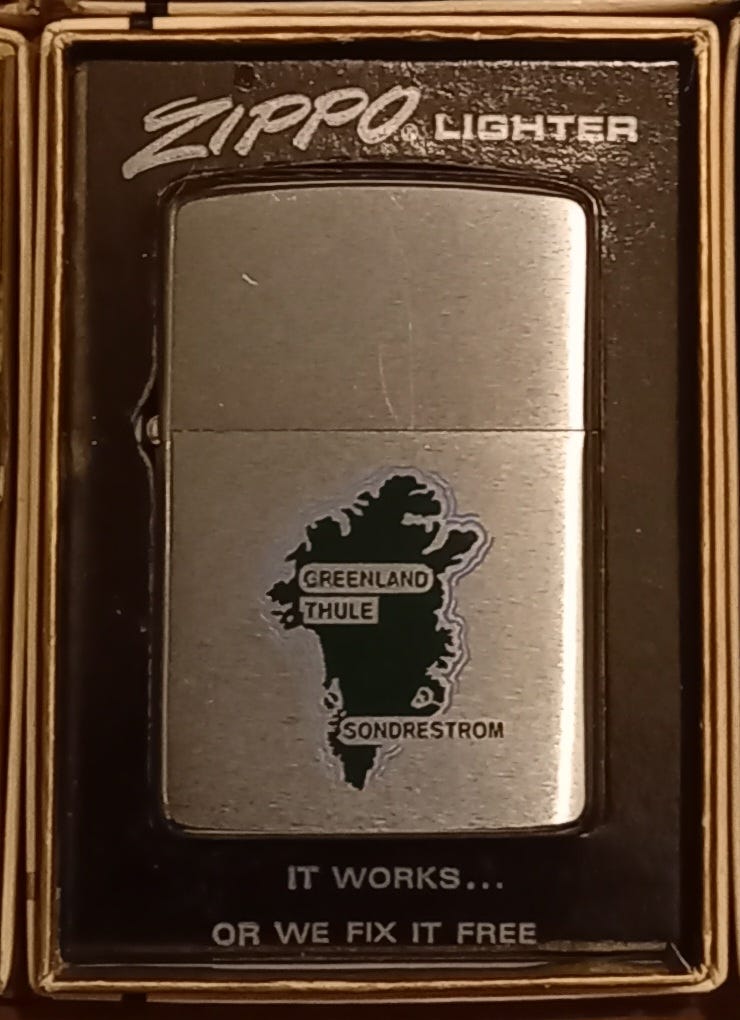 ZIPPO® LIGHTER
GREENLAND
THULE
SONDRESTROM
IT WORKS...
OR WE FIX IT FREE